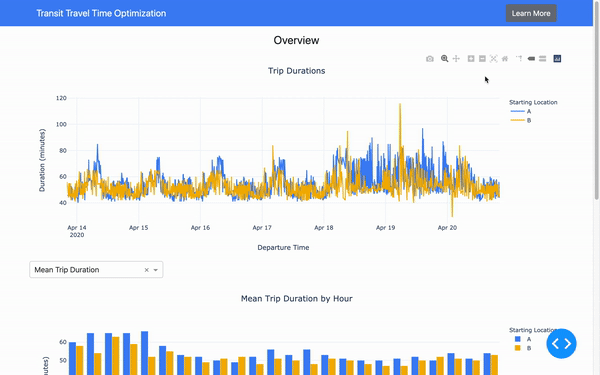 Transit Travel Time Optimization
Learn More
Overview
Trip Durations
Starting Location
A
B
120
100
80
60
40
Duration (minutes)
Apr 14
2020
Apr 15
Apr 16
Apr 17
Apr 18
Apr 19
Apr 20
Departure Time
Mean Trip Duration
Mean Trip Duration by Hour
Starting Location
A
B
60
50